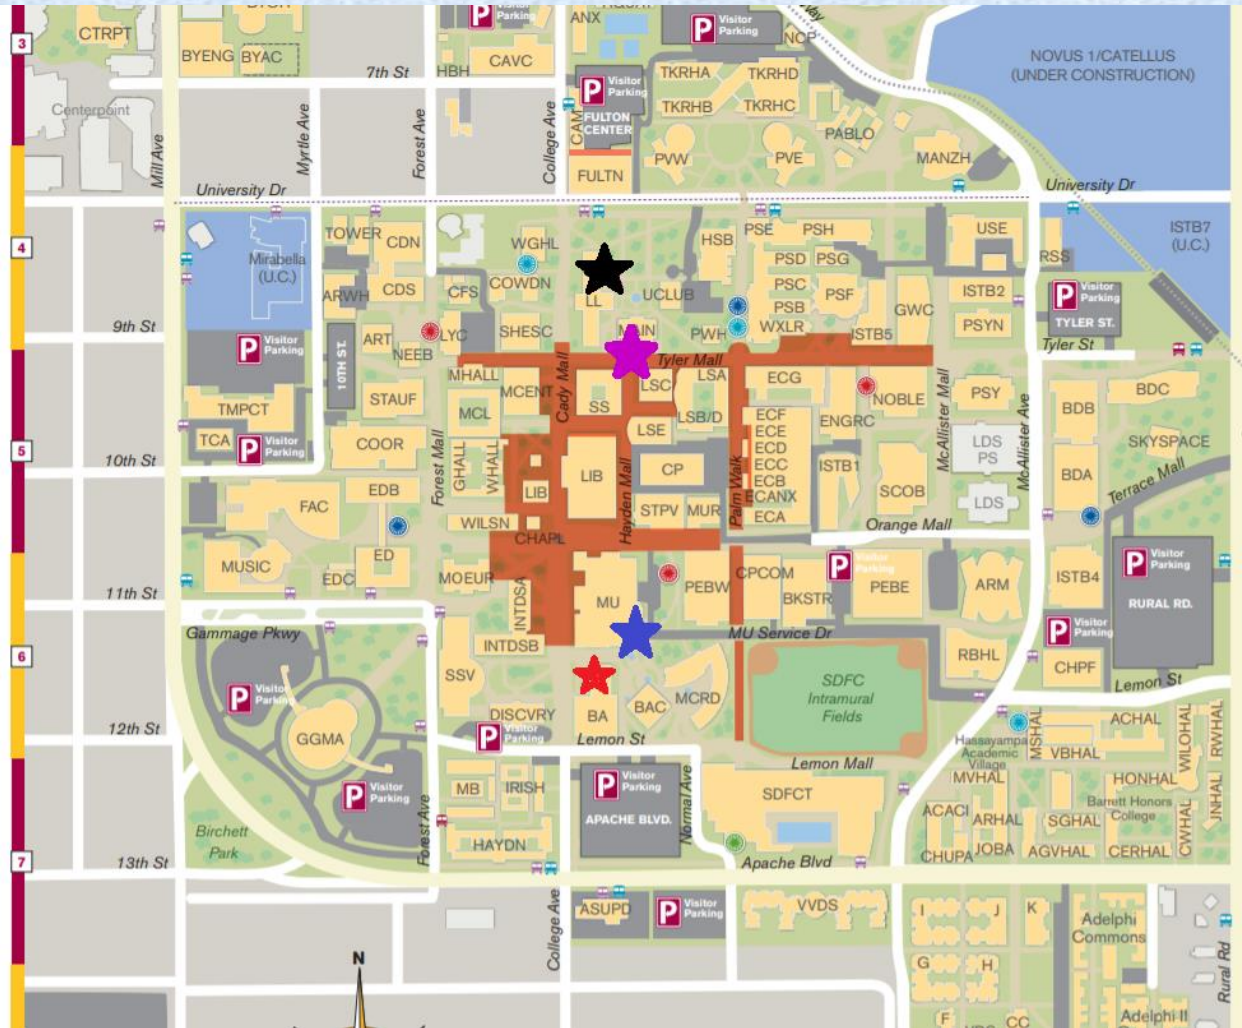 3
CTRPT
BYENG
BYAC
7th St
HBH
CAVC
P
Visitor
Parking
ANX
P
Visitor
Parking
NCP
NOVUS 1/CATELLUS
(UNDER CONSTRUCTION)
Centerpoint
Mill Ave
Myrtle Ave
Forest Ave
College Ave
P
Visitor
Parking
FULTON
CENTER
CAM
FULTN
TKRHA
TKRHD
TKRHB
TKRHC
PABLO
PVW
PVE
MANZH
University Dr
University Dr
4
TOWER
CDN
WGHL
HSB
PSE
PSH
USE
ISTB7
(U.C.)
Mirabella
(U.C.)
PSD
PSG
RSS
ARWH
CDS
CFS
COWDN
LL
UCLUB
PSC
PSF
ISTB2
P
Visitor
Parking
TYLER ST.
PSB
GWC
9th St
ART
LYC
SHESC
MAIN
PWH
WXLR
ISTB5
PSYN
P
Visitor
Parking
10TH ST.
NEEB
Tyler Mall
Tyler St
MHALL
MCENT
Cady Mall
SS
LSC
LSA
ECG
NOBLE
McAllister Mall
PSY
McAllister Ave
BDC
TMPCT
STAUF
MCL
LSB/D
ECF
ENGRC
BDB
5
TCA
P
Visitor
Parking
COOR
LSE
ECE
LDS
PS
SKYSPACE
ECD
10th St
Forest Mall
GHALL
WHALL
LIB
Hayden Mall
CP
Palm Walk
ECC
ISTB1
SCOB
BDA
Terrace Mall
EDB
LIB
ECB
FAC
STPV
MUR
ECANX
LDS
WILSN
ECA
Orange Mall
CHAPL
MUSIC
ED
EDC
MOEUR
INTDSA
MU
PEBW
CPCOM
P
Visitor
Parking
PEBE
ARM
ISTB4
P
Visitor
Parking
RURAL RD.
11th St
BKSTR
Gammage Pkwy
INTDSB
MU Service Dr
P
Visitor
Parking
6
SSV
RBHL
CHPF
P
Visitor
Parking
SDFC
Intramural
Fields
Lemon St
MCRD
BAC
BA
DISCVRY
12th St
GGMA
P
Visitor
Parking
Lemon St
Lemon Mall
Hassayampa
Academic
Village
MSHAL
ACHAL
VBHAL
WILOHAL
RWHAL
P
Visitor
Parking
MB
IRISH
P
Visitor
Parking
APACHE BLVD.
Normal Ave
SDFCT
MVHAL
HONHAL
ACACI
ARHAL
Barrett Honors
College
SGHAL
JNHAL
Birchett
Park
Forest Ave
HAYDN
CWHAL
7
13th St
Apache Blvd
CHUPA
JOBA
AGVHAL
CERHAL
College Ave
ASUPD
P
Visitor
Parking
VVDS
I
J
K
Adelphi
Commons
N
G
H
Rural Rd
F
CC
Adelphi II